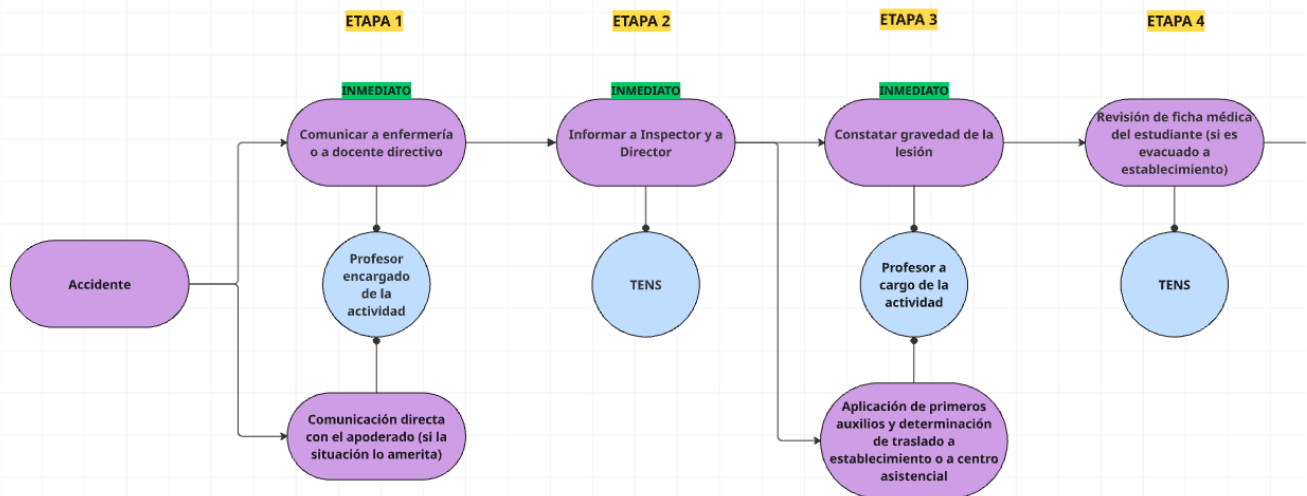 ETAPA 1
ETAPA 2
ETAPA 3
ETAPA 4
INMEDIATO
INMEDIATO
INMEDIATO
Comunicar a enfermería
o a docente directivo
Informar a Inspector y a
Director
Constatar gravedad de la
lesión
Revisión de ficha médica
del estudiante (si es
evacuado a
establecimiento)
Accidente
Profesor
encargado
de la
actividad
TENS
Profesor a
cargo de la
actividad
TENS
Comunicación directa
con el apoderado (si la
situación lo amerita)
Aplicación de primeros
auxilios y determinación
de traslado a
establecimiento o a centro
asistencial